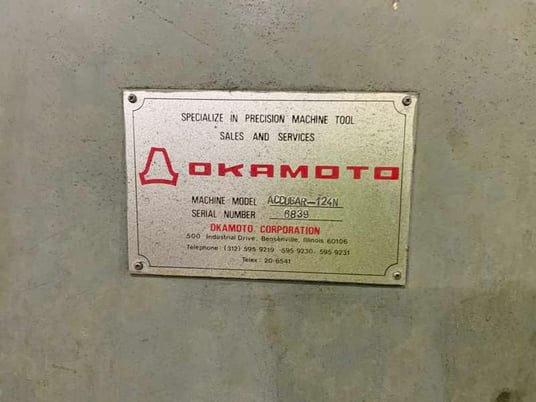 SPECIALIZE IN PRECISION MACHINE TOOL
SALES AND SERVICES
OKAMOTO
MACHINE MODEL ACCUGAR-124N
SERIAL NUMBER 6839
OKAMOTO CORPORATION
500 Industrial Drive, Bensenville, Illinois 60106
Telephone: (312) 595-9219 595-9230, 595-9231
Telex: 20-6541